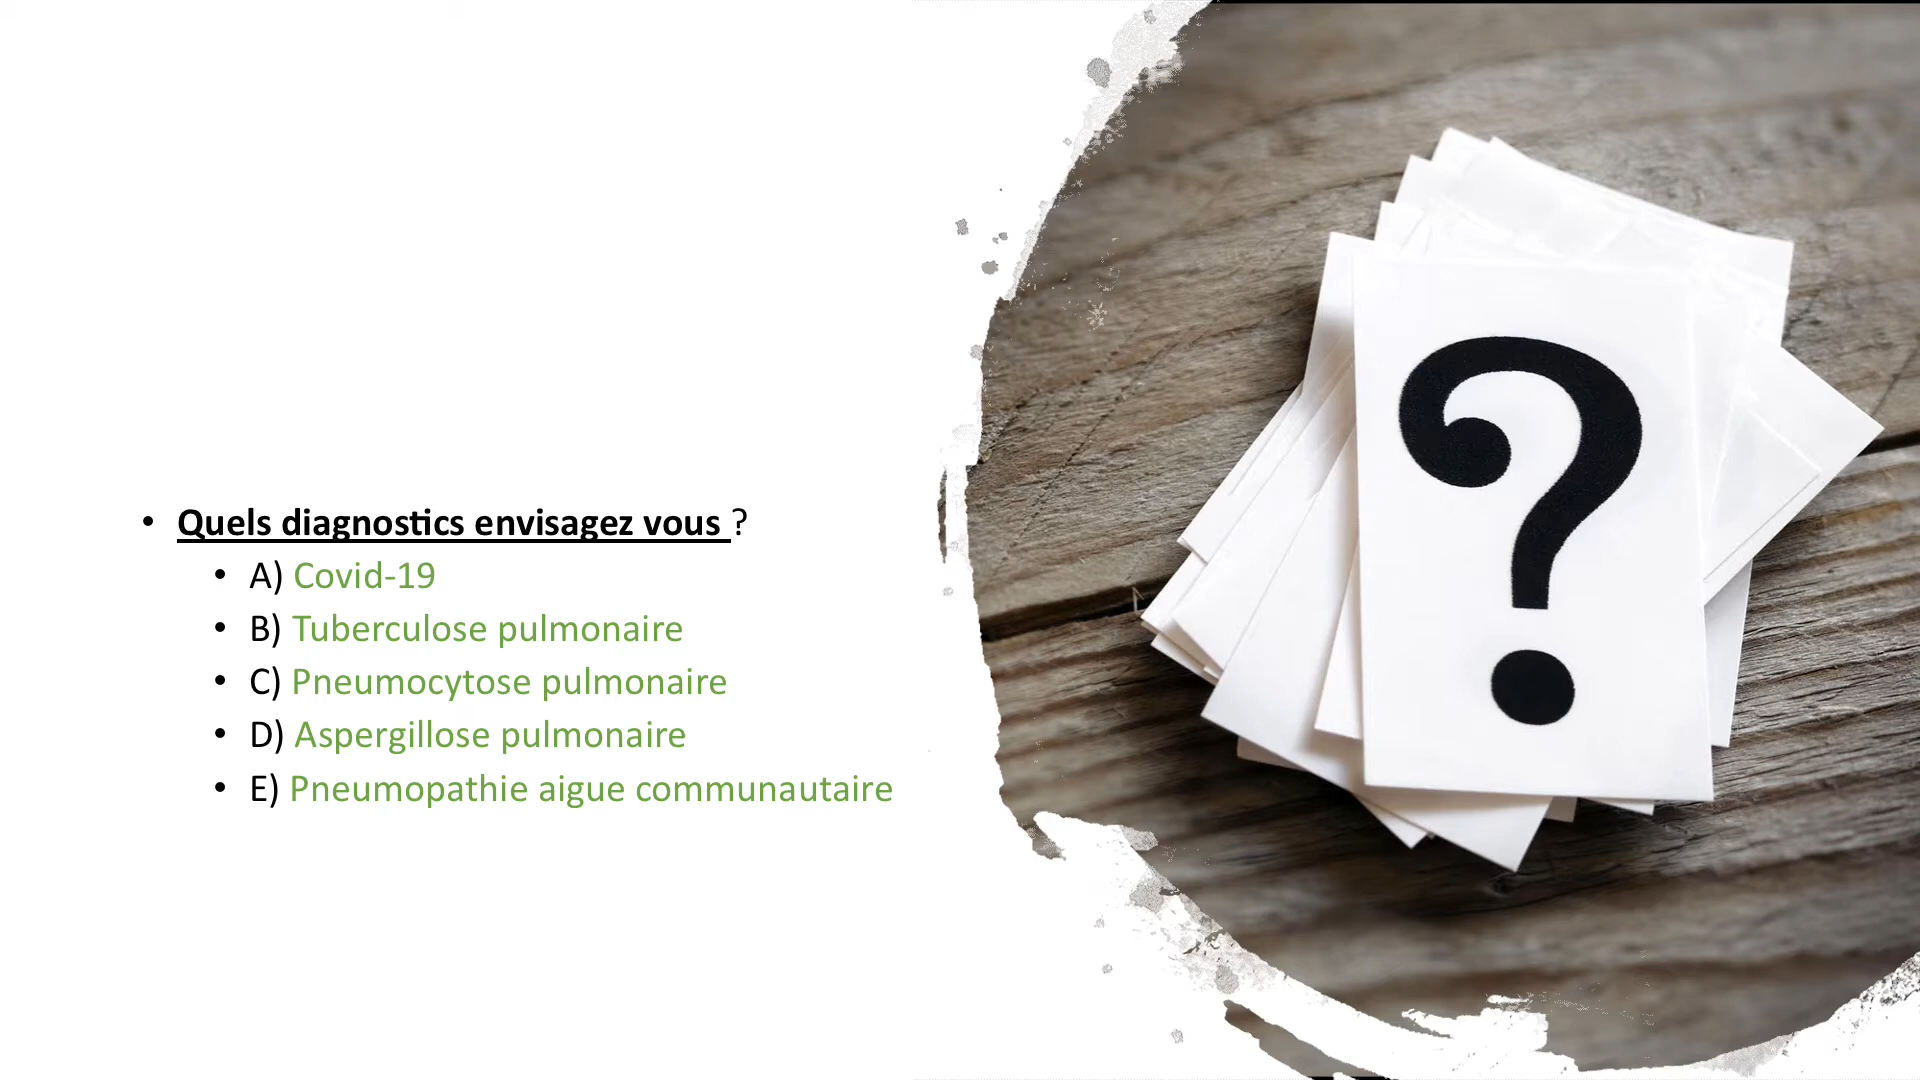 • Quels diagnostics envisagez vous ?
• A) Covid-19
• B) Tuberculose pulmonaire
• C) Pneumocytose pulmonaire
• D) Aspergillose pulmonaire
• E) Pneumopathie aigue communautaire
?